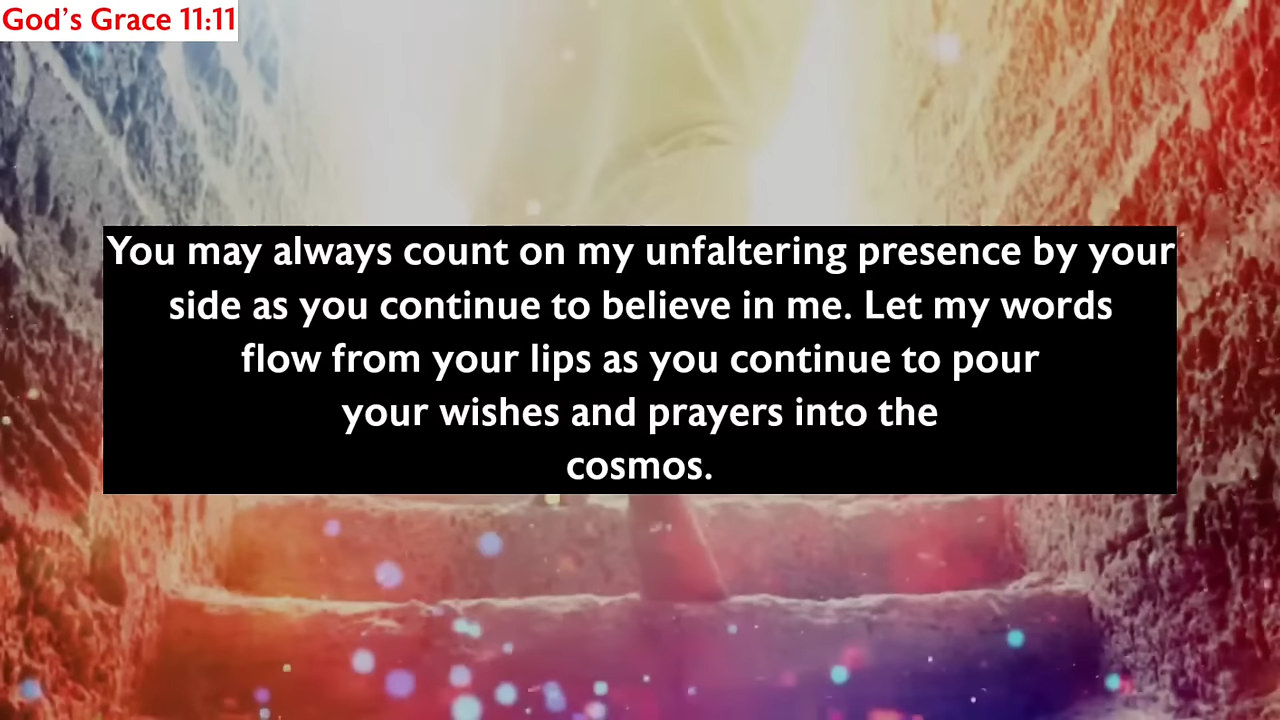 God's Grace 11:11
You may always count on my unfaltering presence by your
side as you continue to believe in me. Let my words
flow from your lips as you continue to pour
your wishes and prayers into the
cosmos.